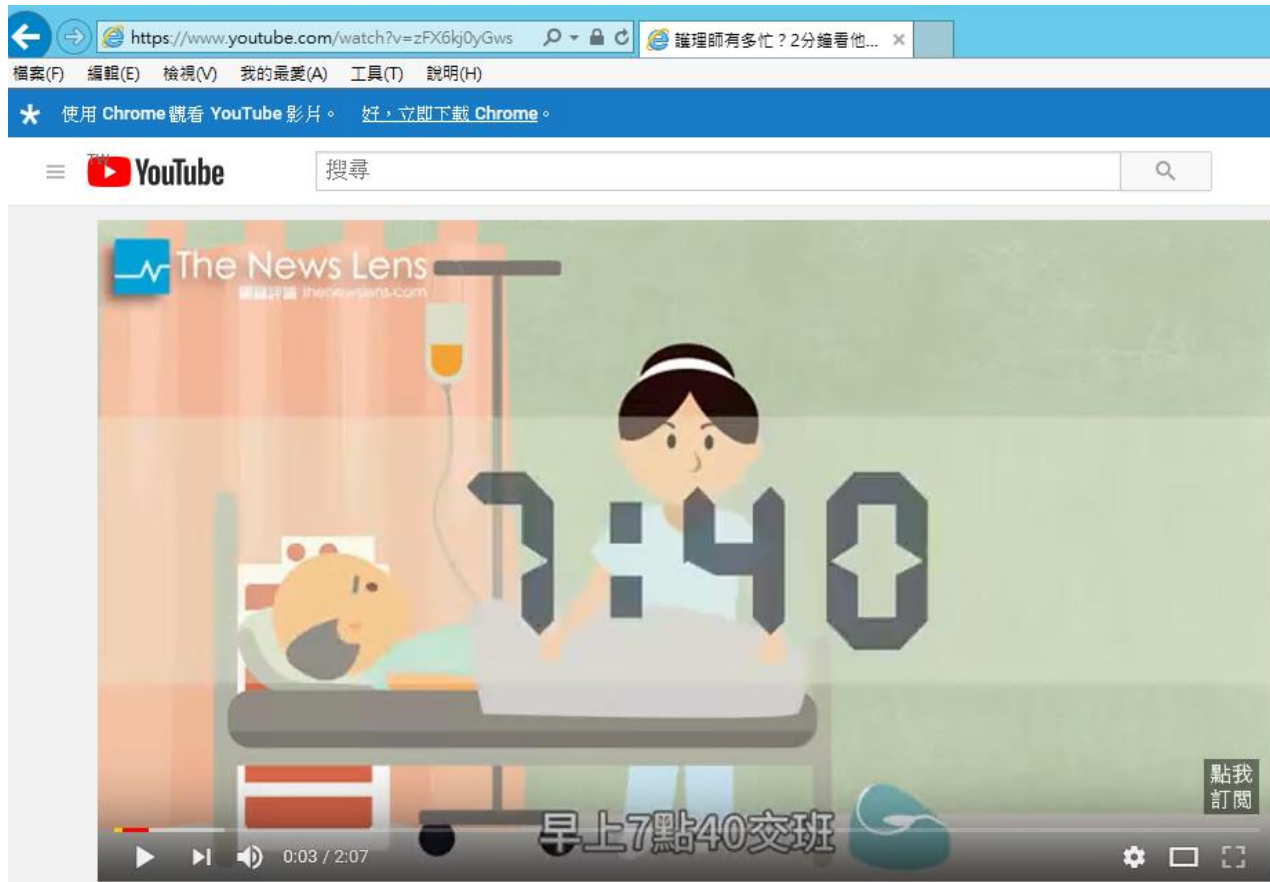 https://www.youtube.com/watch?v=zFX6kj0yGws
護理師有多忙？2分鐘看他...
檔案(F) 編輯(E) 檢視(V) 我的最愛(A) 工具(T) 說明(H)
使用 Chrome 觀看 YouTube 影片。 好，立即下載 Chrome。
TW
YouTube
搜尋
The News Lens
關鍵評論 thenewslens.com
7:40
點我
訂閱
早上7點40交班
0:03 / 2:07